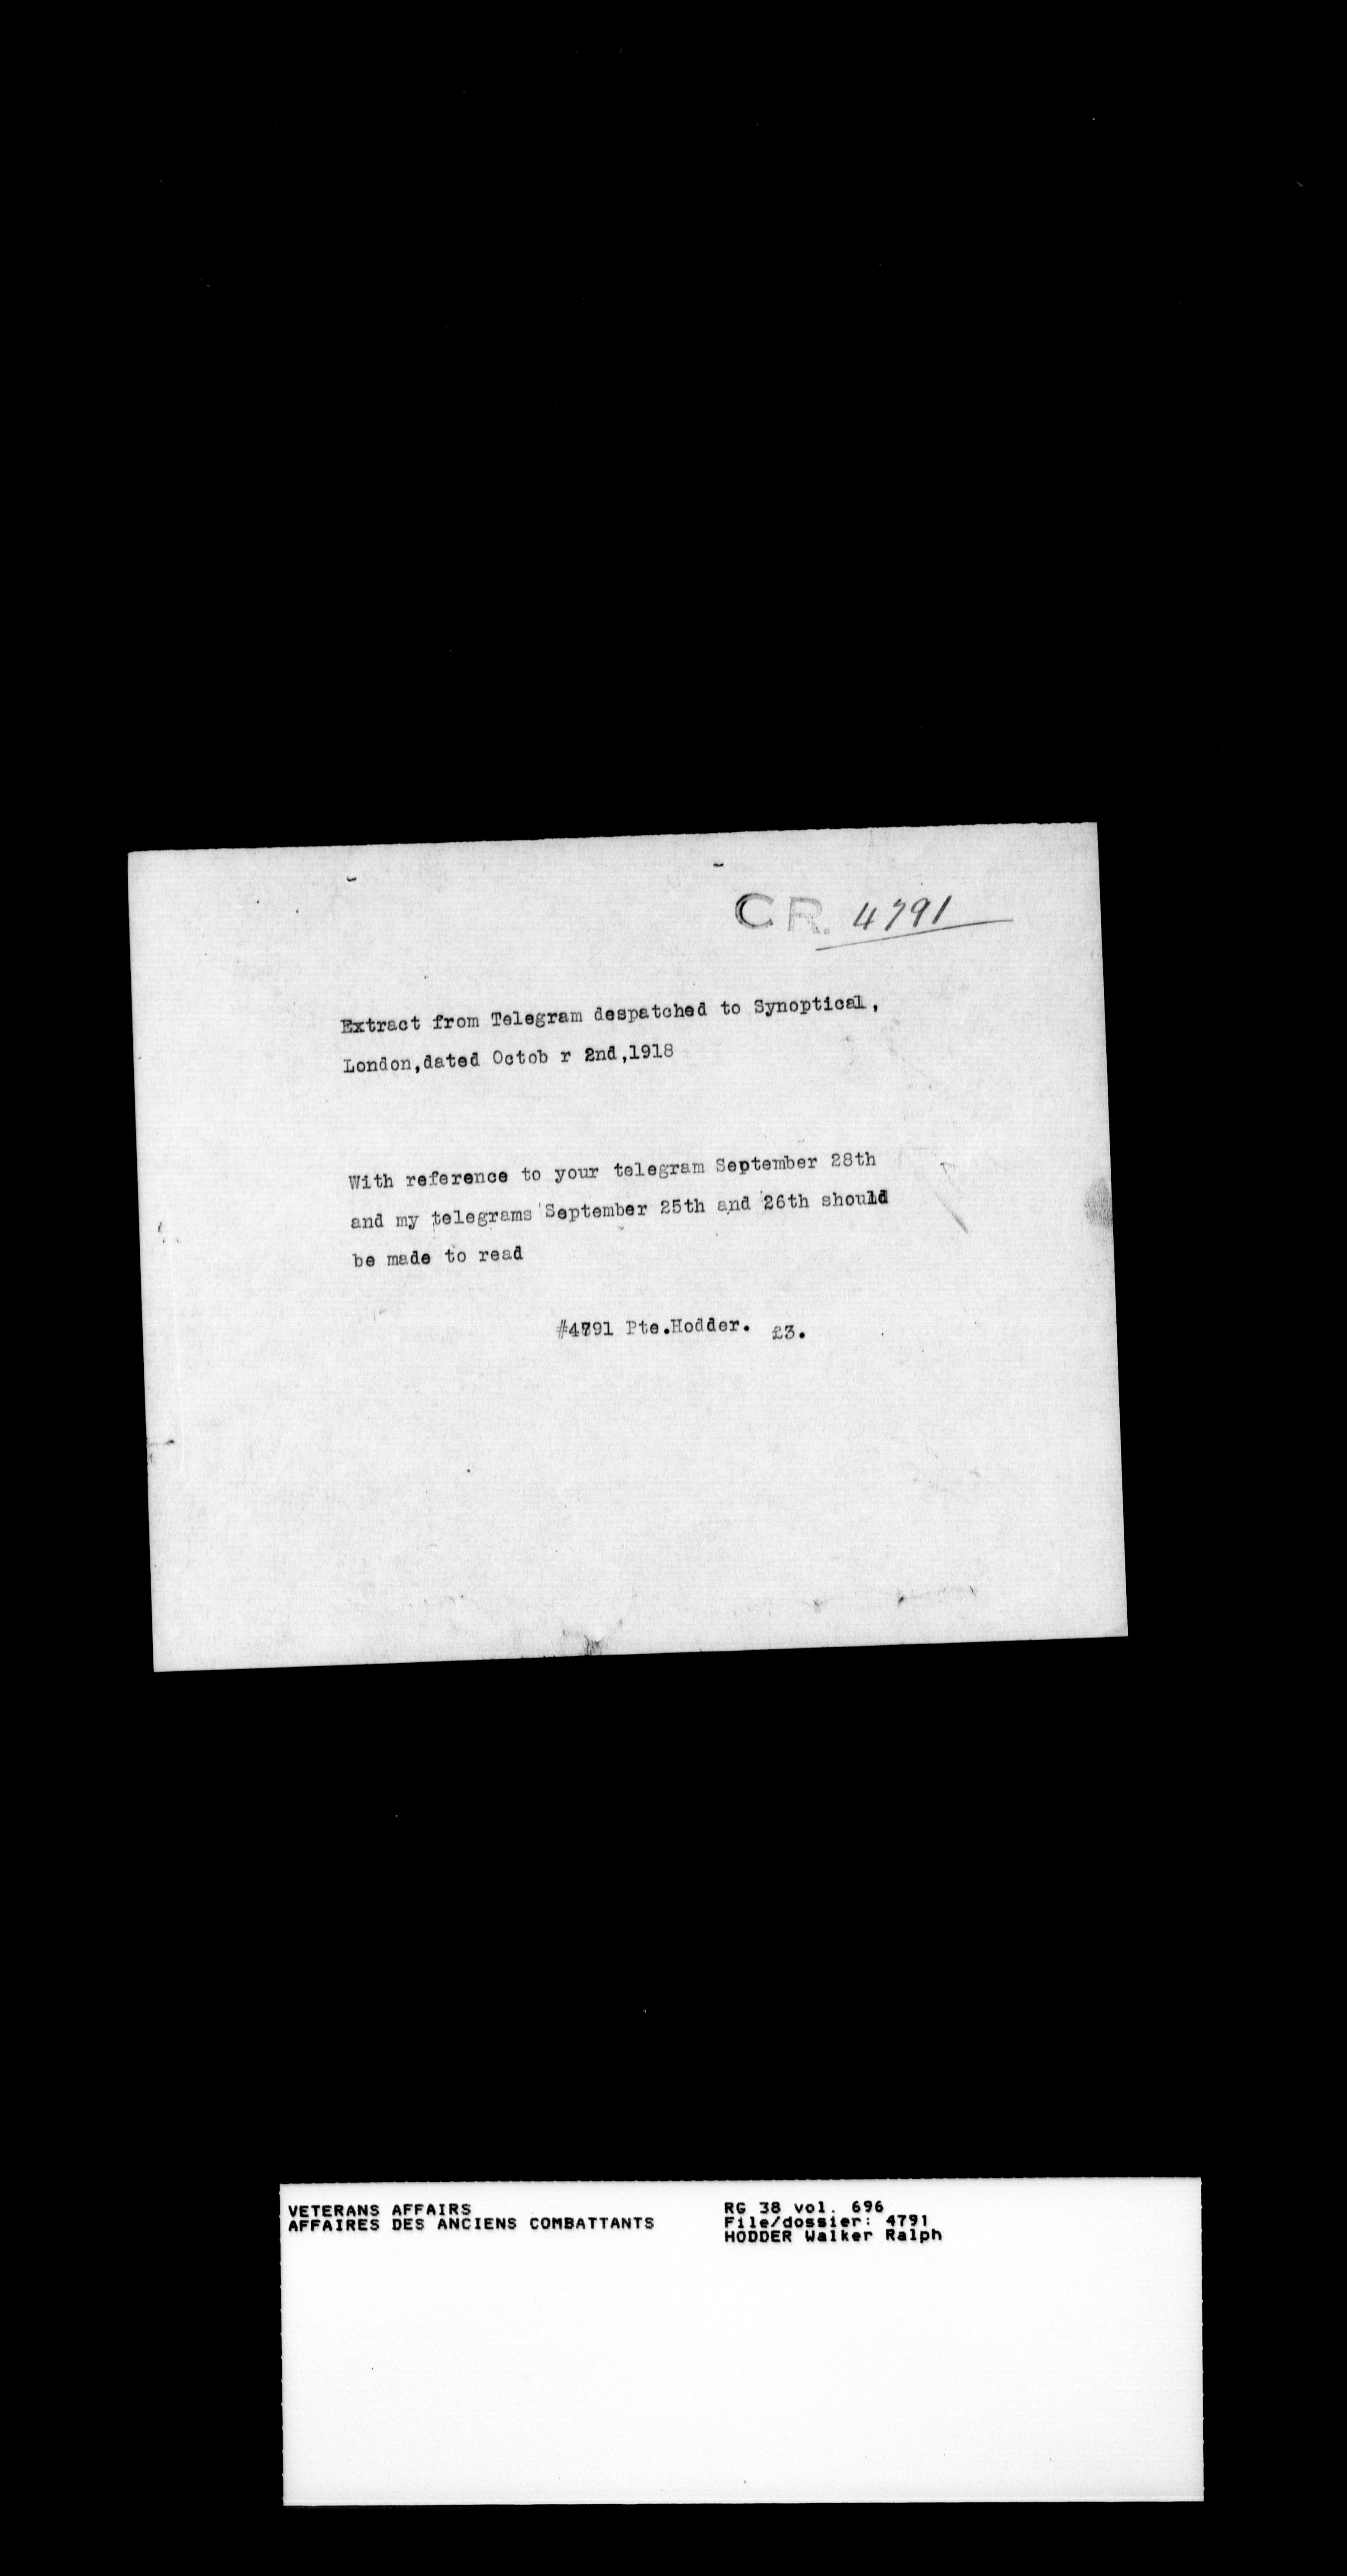 CR. 4791
Extract from Telegram despatched to Synoptical,
London,dated Octob r 2nd,1918
With reference to your telegram September 28th
and my telegrams September 25th and 26th should
be made to read
#4791 Pte.Hodder. £3.
VETERANS AFFAIRS
AFFAIRES DES ANCIENS COMBATTANTS
RG 38 vol. 696
File/dossier: 4791
HODDER Walker Ralph